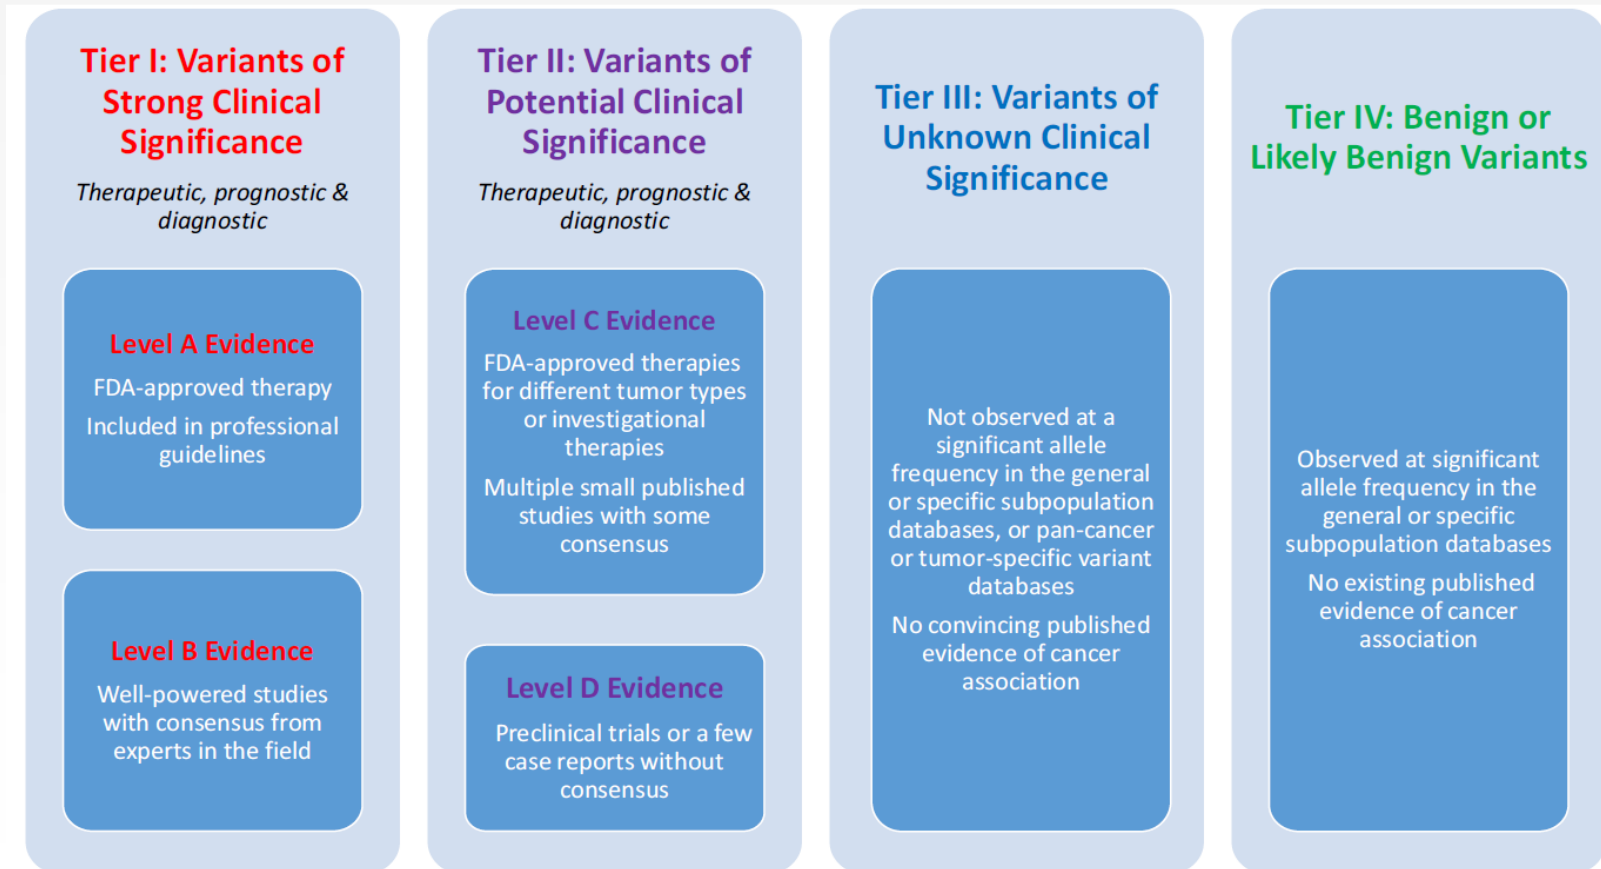 Tier I: Variants of
Strong Clinical
Significance
Therapeutic, prognostic &
diagnostic
Level A Evidence
FDA-approved therapy
Included in professional
guidelines
Level B Evidence
Well-powered studies
with consensus from
experts in the field
Tier II: Variants of
Potential Clinical
Significance
Therapeutic, prognostic &
diagnostic
Level C Evidence
FDA-approved therapies
for different tumor types
or investigational
therapies
Multiple small published
studies with some
consensus
Level D Evidence
Preclinical trials or a few
case reports without
consensus
Tier III: Variants of
Unknown Clinical
Significance
Not observed at a
significant allele
frequency in the general
or specific subpopulation
databases, or pan-cancer
or tumor-specific variant
databases
No convincing published
evidence of cancer
association
Tier IV: Benign or
Likely Benign Variants
Observed at significant
allele frequency in the
general or specific
subpopulation databases
No existing published
evidence of cancer
association